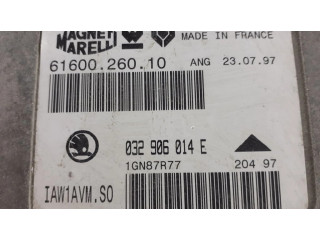 MAGNETI
MARELLI
MADE IN FRANCE
61600.260.10 ANG 23.07.97
032 906 014 E
1GN87R77 204 97
IAW1AVM.SO